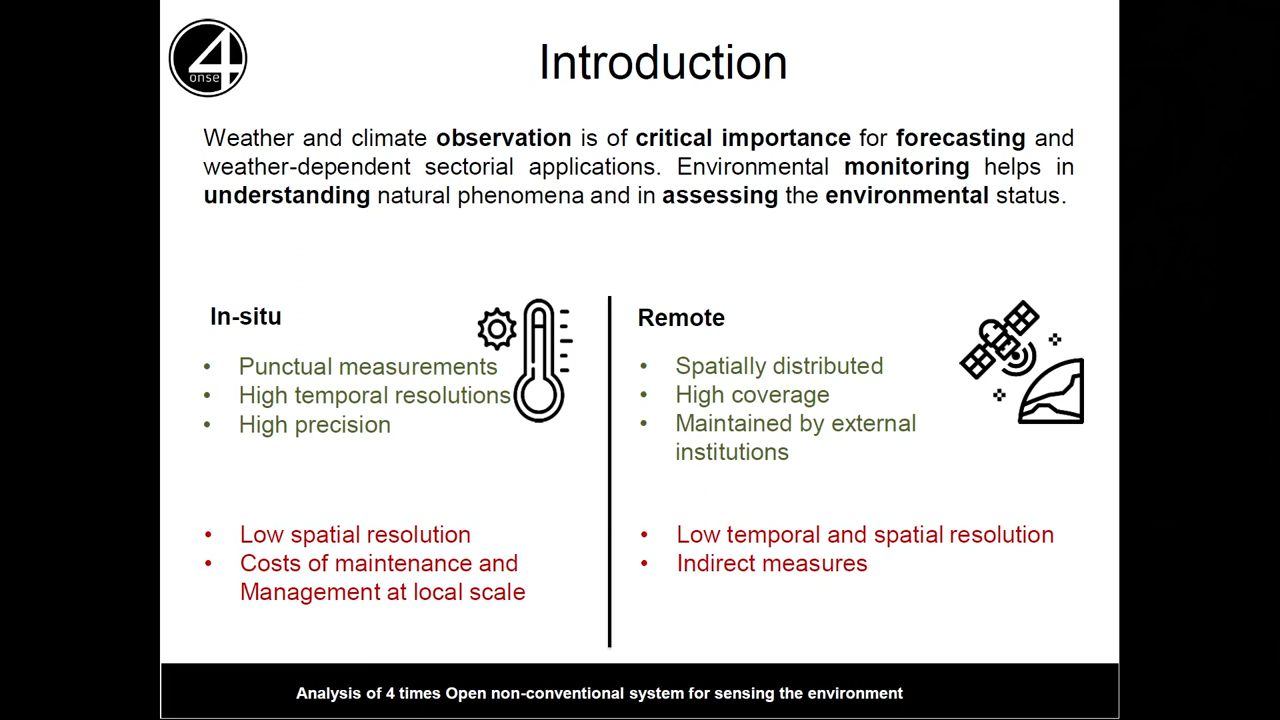 4
onse
Introduction
Weather and climate observation is of critical importance for forecasting and
weather-dependent sectorial applications. Environmental monitoring helps in
understanding natural phenomena and in assessing the environmental status.
In-situ
• Punctual measurements
• High temporal resolutions
• High precision
• Low spatial resolution
• Costs of maintenance and
Management at local scale
Remote
• Spatially distributed
• High coverage
• Maintained by external
institutions
• Low temporal and spatial resolution
• Indirect measures
Analysis of 4 times Open non-conventional system for sensing the environment